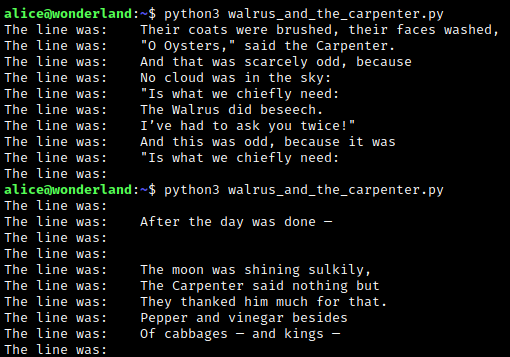 alice@wonderland:~$ python3 walrus_and_the_carpenter.py
The line was:    Their coats were brushed, their faces washed,
The line was:    "O Oysters," said the Carpenter.
The line was:    And that was scarcely odd, because
The line was:    No cloud was in the sky:
The line was:    "Is what we chiefly need:
The line was:    The Walrus did beseech.
The line was:    I’ve had to ask you twice!"
The line was:    And this was odd, because it was
The line was:    "Is what we chiefly need:
The line was:
alice@wonderland:~$ python3 walrus_and_the_carpenter.py
The line was:
The line was:    After the day was done —
The line was:
The line was:
The line was:    The moon was shining sulkily,
The line was:    The Carpenter said nothing but
The line was:    They thanked him much for that.
The line was:    Pepper and vinegar besides
The line was:    Of cabbages — and kings —
The line was: